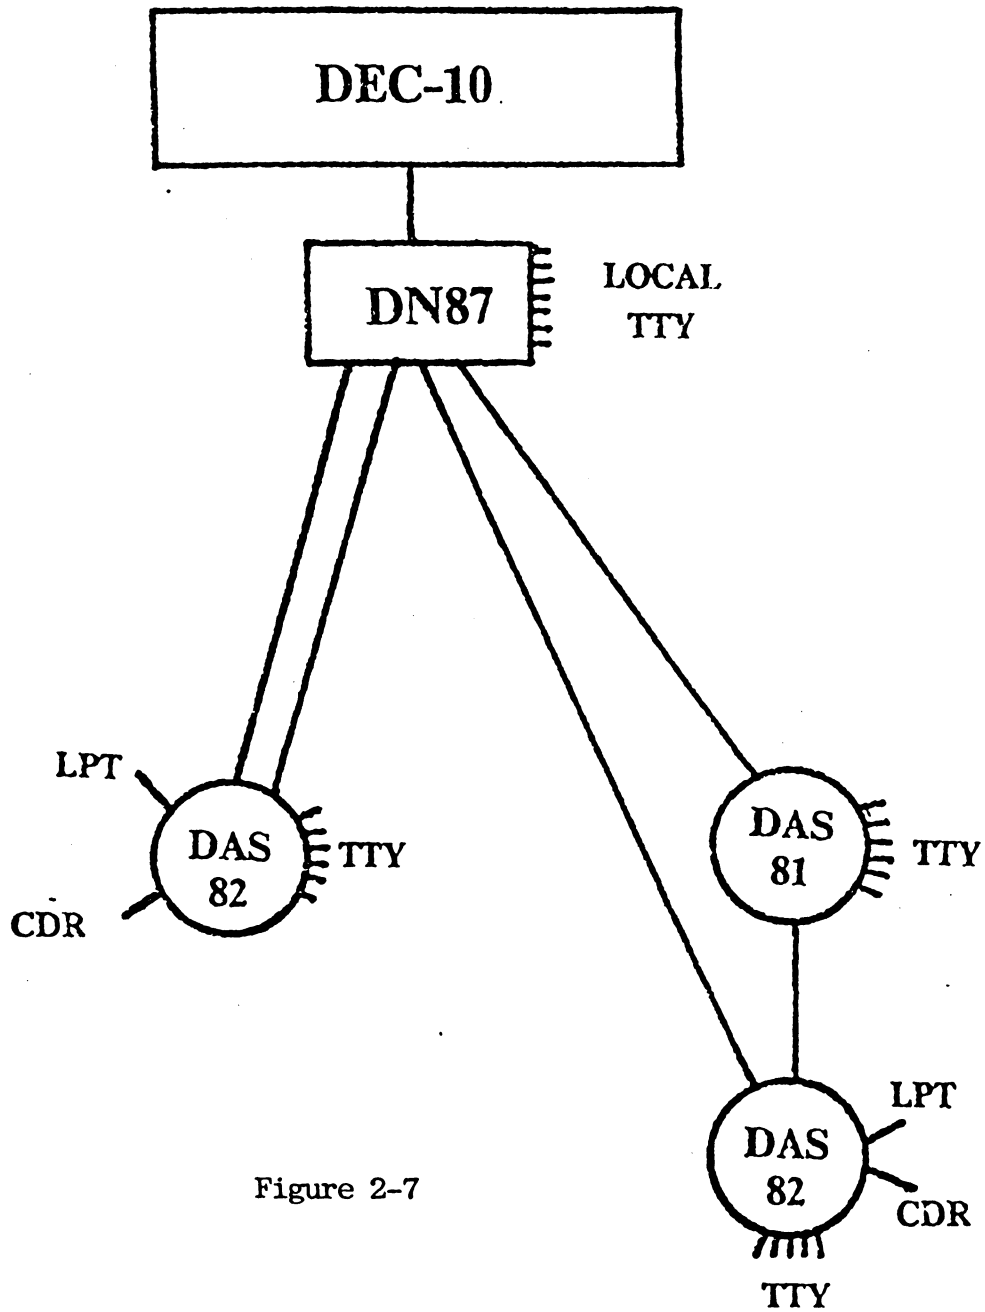 DEC-10
DN87
LOCAL
TTY
LPT
DAS
82
TTY
CDR
DAS
81
TTY
DAS
82
LPT
CDR
TTY
Figure 2-7